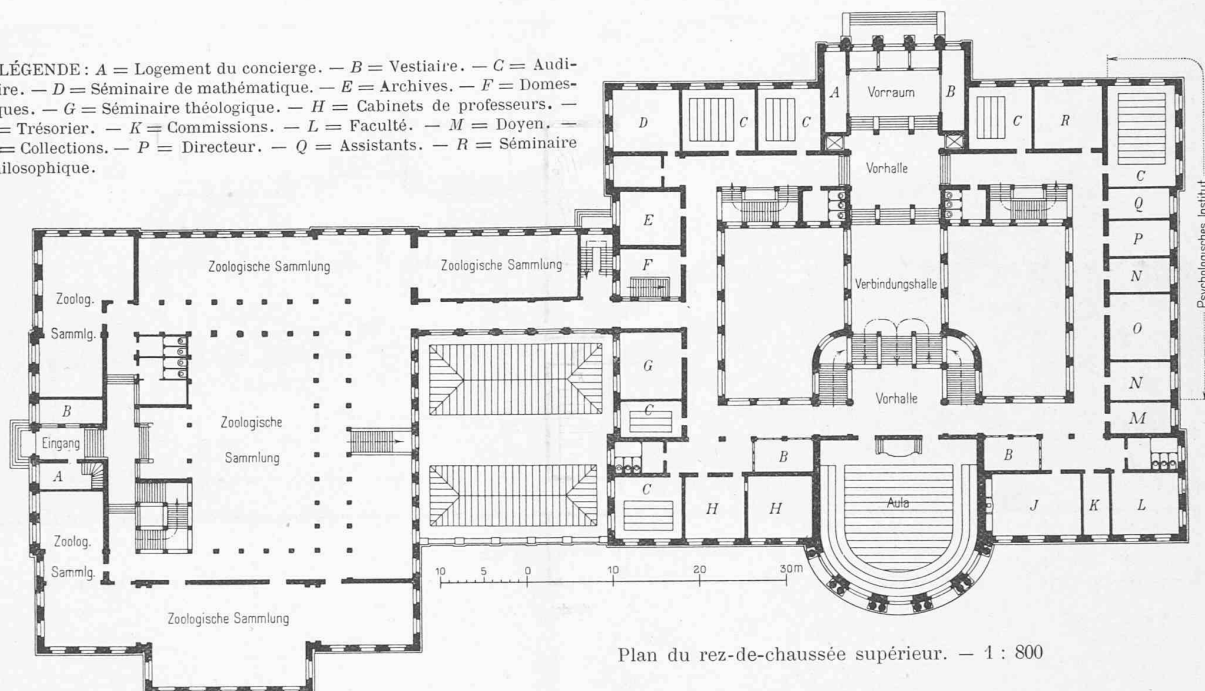 LÉGENDE: A = Logement du concierge. — B = Vestiaire. — C = Audi-
ire. — D = Séminaire de mathématique. — E = Archives. — F = Domes-
ques. — G = Séminaire théologique. — H = Cabinets de professeurs. —
= Trésorier. — K = Commissions. — L = Faculté. — M = Doyen. —
= Collections. — P = Directeur. — Q = Assistants. — R = Séminaire
ilosophique.
A Vorraum B
D C C C R
C
Vorhalle
Q
E
P
Zoologische Sammlung
Zoologische Sammlung
F
N
Psychologisches Institut
Zoolog.
Sammlg.
Verbindungshalle
O
G
N
B
C
Vorhalle
M
Eingang
Zoologische
Sammlung
A
B
B
C
H
H
Aula
J
K
L
Zoolog.
Sammlg.
10 5 0 10 20 30m
Zoologische Sammlung
Plan du rez-de-chaussée supérieur. — 1 : 800